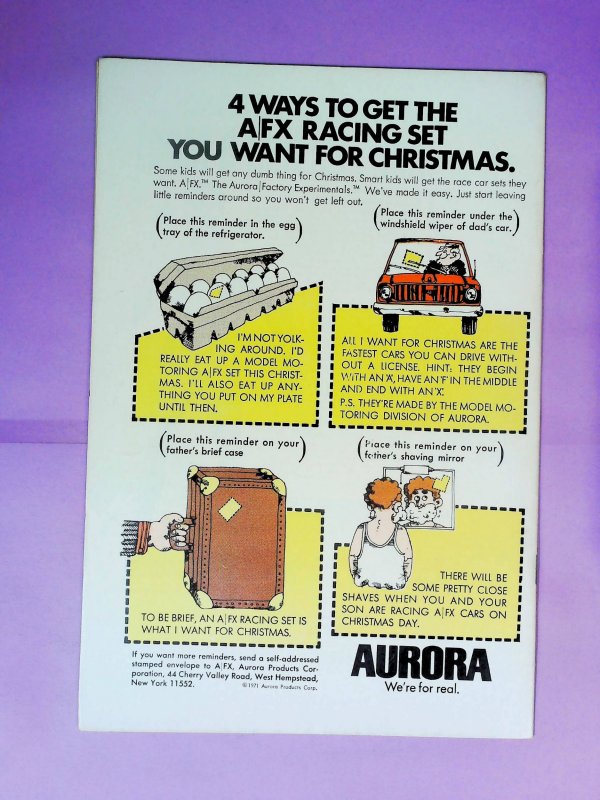 4 WAYS TO GET THE
A|FX RACING SET
YOU WANT FOR CHRISTMAS.
Some kids will get any dumb thing for Christmas. Smart kids will get the race car sets they
want. A|FX.™ The Aurora|Factory Experimentals.™ We've made it easy. Just start leaving
little reminders around so you won't get left out.
(Place this reminder in the egg
tray of the refrigerator.)
(Place this reminder under the
windshield wiper of dad's car.)
I'M NOT YOLK-
ING AROUND. I'D
REALLY EAT UP A MODEL MO-
TORING A|FX SET THIS CHRIST-
MAS. I'LL ALSO EAT UP ANY-
THING YOU PUT ON MY PLATE
UNTIL THEN.
ALL I WANT FOR CHRISTMAS ARE THE
FASTEST CARS YOU CAN DRIVE WITH-
OUT A LICENSE. HINT: THEY BEGIN
WITH AN 'A', HAVE AN 'F' IN THE MIDDLE
AND END WITH AN 'X'.
P.S. THEY'RE MADE BY THE MODEL MO-
TORING DIVISION OF AURORA.
(Place this reminder on your
father's brief case)
(Place this reminder on your
father's shaving mirror)
TO BE BRIEF, AN A|FX RACING SET IS
WHAT I WANT FOR CHRISTMAS.
THERE WILL BE
SOME PRETTY CLOSE
SHAVES WHEN YOU AND YOUR
SON ARE RACING A|FX CARS ON
CHRISTMAS DAY.
If you want more reminders, send a self-addressed
stamped envelope to A|FX, Aurora Products Cor-
poration, 44 Cherry Valley Road, West Hempstead,
New York 11552.
©1971 Aurora Products Corp.
AURORA
We're for real.